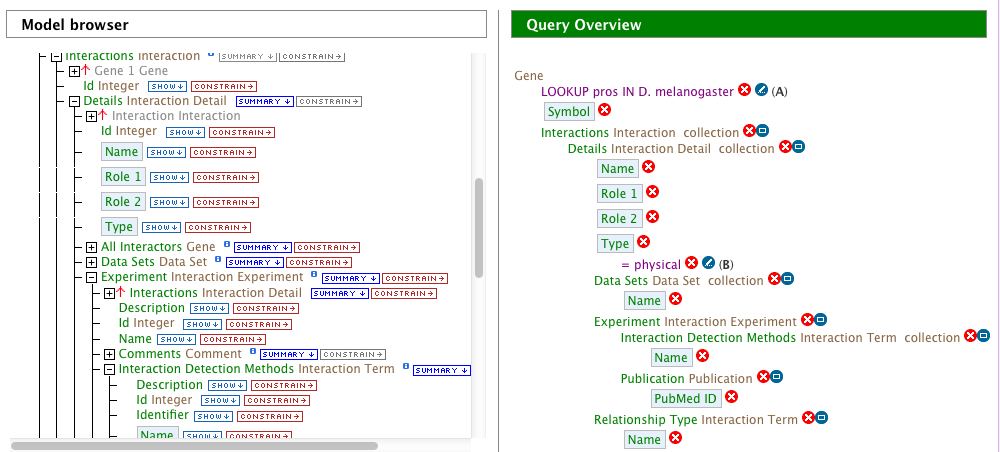 Model browser
Interactions Interaction SUMMARY ↓ CONSTRAIN→
Gene 1 Gene
Id Integer SHOW↓ CONSTRAIN→
Details Interaction Detail SUMMARY ↓ CONSTRAIN→
Interaction Interaction
Id Integer SHOW↓ CONSTRAIN→
Name SHOW↓ CONSTRAIN→
Role 1 SHOW↓ CONSTRAIN→
Role 2 SHOW↓ CONSTRAIN→
Type SHOW↓ CONSTRAIN→
All Interactors Gene SUMMARY ↓ CONSTRAIN→
Data Sets Data Set SUMMARY ↓ CONSTRAIN→
Experiment Interaction Experiment SUMMARY ↓ CONSTRAIN→
Interactions Interaction Detail SUMMARY ↓ CONSTRAIN→
Description SHOW↓ CONSTRAIN→
Id Integer SHOW↓ CONSTRAIN→
Name SHOW↓ CONSTRAIN→
Comments Comment SUMMARY ↓ CONSTRAIN→
Interaction Detection Methods Interaction Term SUMMARY ↓
Description SHOW↓ CONSTRAIN→
Id Integer SHOW↓ CONSTRAIN→
Identifier SHOW↓ CONSTRAIN→
Name SHOW↓ CONSTRAIN→
Query Overview
Gene
LOOKUP pros IN D. melanogaster (A)
Symbol
Interactions Interaction collection
Details Interaction Detail collection
Name
Role 1
Role 2
Type
= physical (B)
Data Sets Data Set collection
Name
Experiment Interaction Experiment
Interaction Detection Methods Interaction Term collection
Name
Publication Publication
PubMed ID
Relationship Type Interaction Term
Name